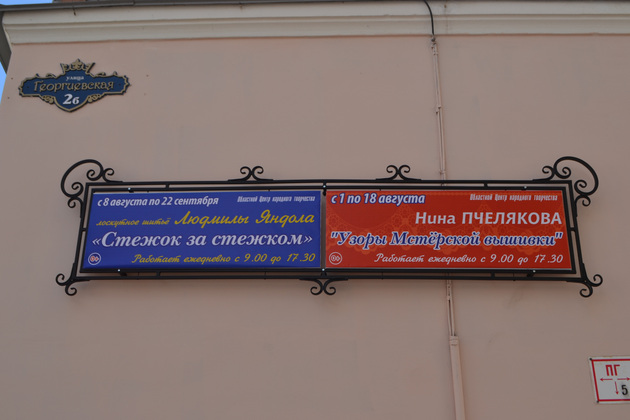 улица
Георгиевская
2б
с 8 августа по 22 сентября
Областной Центр народного творчества
лоскутное шитьё Людмилы Яндола
«Стежок за стежком»
Работает ежедневно с 9.00 до 17.30
с 1 по 18 августа
Областной Центр народного творчества
Нина ПЧЕЛЯКОВА
"Узоры Мстёрской вышивки"
Работает ежедневно с 9.00 до 17.30
ПГ
5